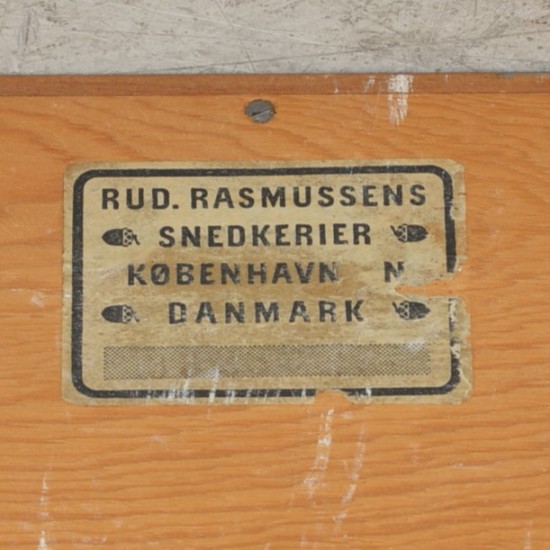 RUD. RASMUSSENS
SNEDKERIER
KØBENHAVN N
DANMARK